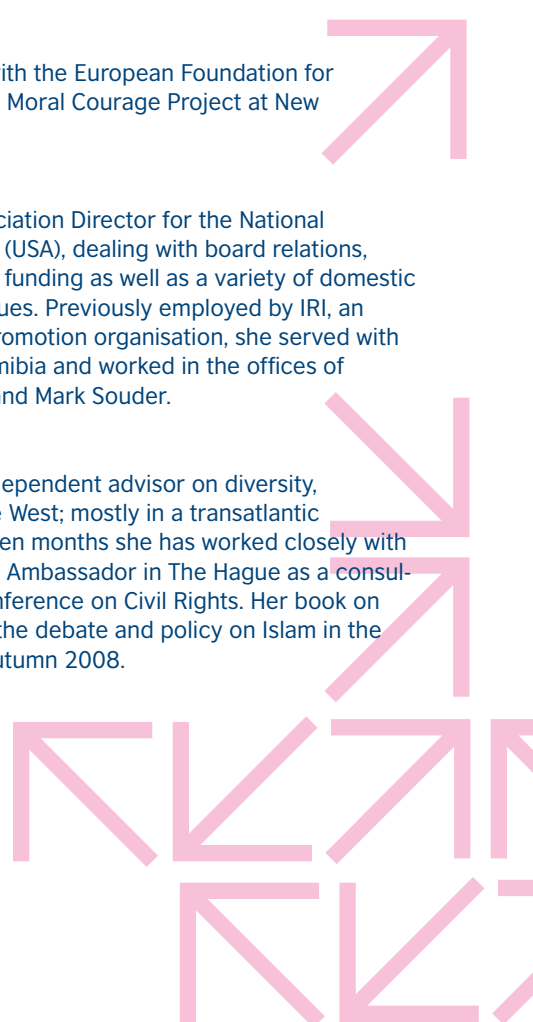 ith the European Foundation for
Moral Courage Project at New
ciation Director for the National
(USA), dealing with board relations,
funding as well as a variety of domestic
ues. Previously employed by IRI, an
romotion organisation, she served with
mibia and worked in the offices of
nd Mark Souder.
ependent advisor on diversity,
e West; mostly in a transatlantic
en months she has worked closely with
Ambassador in The Hague as a consul-
nference on Civil Rights. Her book on
the debate and policy on Islam in the
utumn 2008.